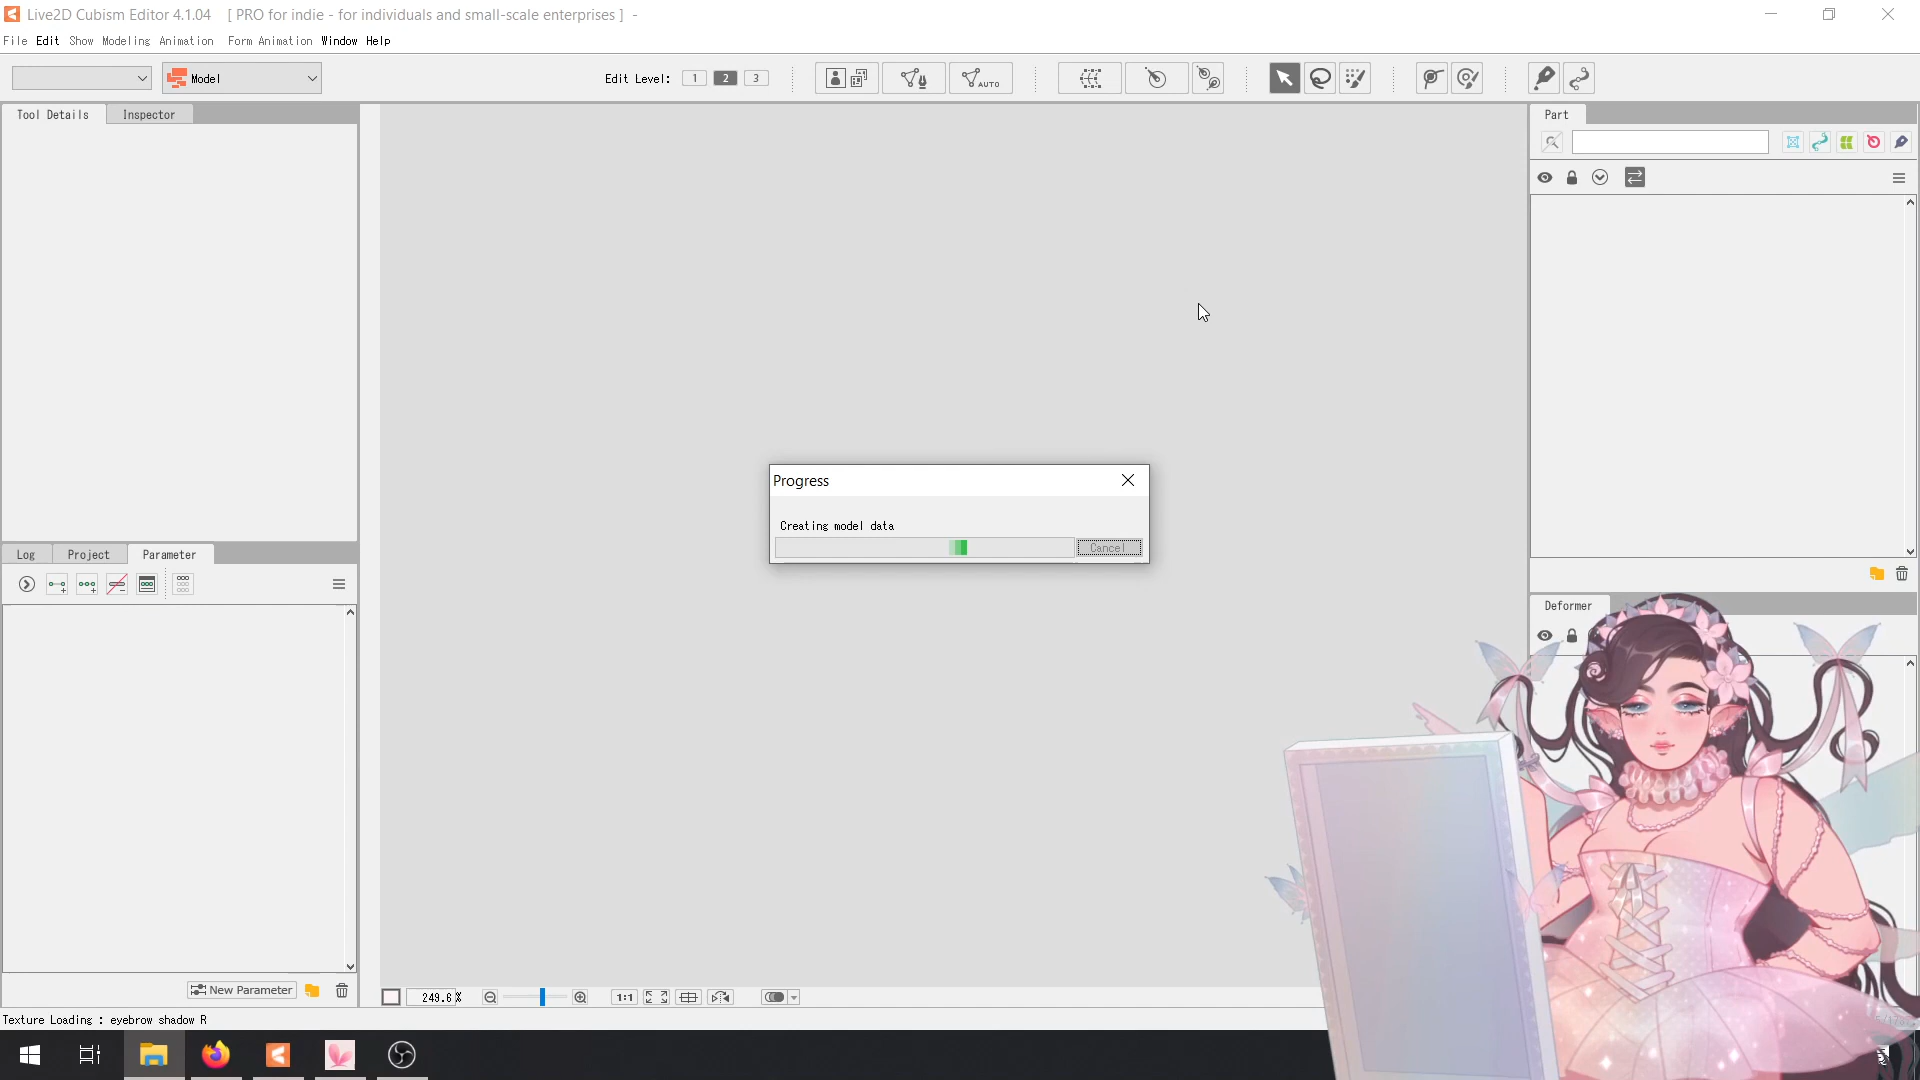 Live2D Cubism Editor 4.1.04 [ PRO for indie - for individuals and small-scale enterprises ] -
File Edit Show Modeling Animation Form Animation Window Help
Model
Edit Level: 1 2 3
AUTO
Tool Details Inspector
Part
Progress
Creating model data
Cancel
Log Project Parameter
Deformer
New Parameter
249.6%
1:1
Texture Loading : eyebrow shadow R